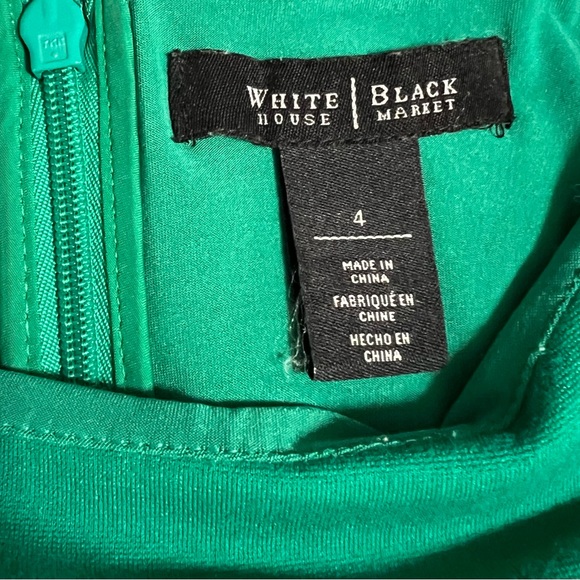 WHITE HOUSE | BLACK MARKET
4
MADE IN
CHINA
FABRIQUÉ EN
CHINE
HECHO EN
CHINA